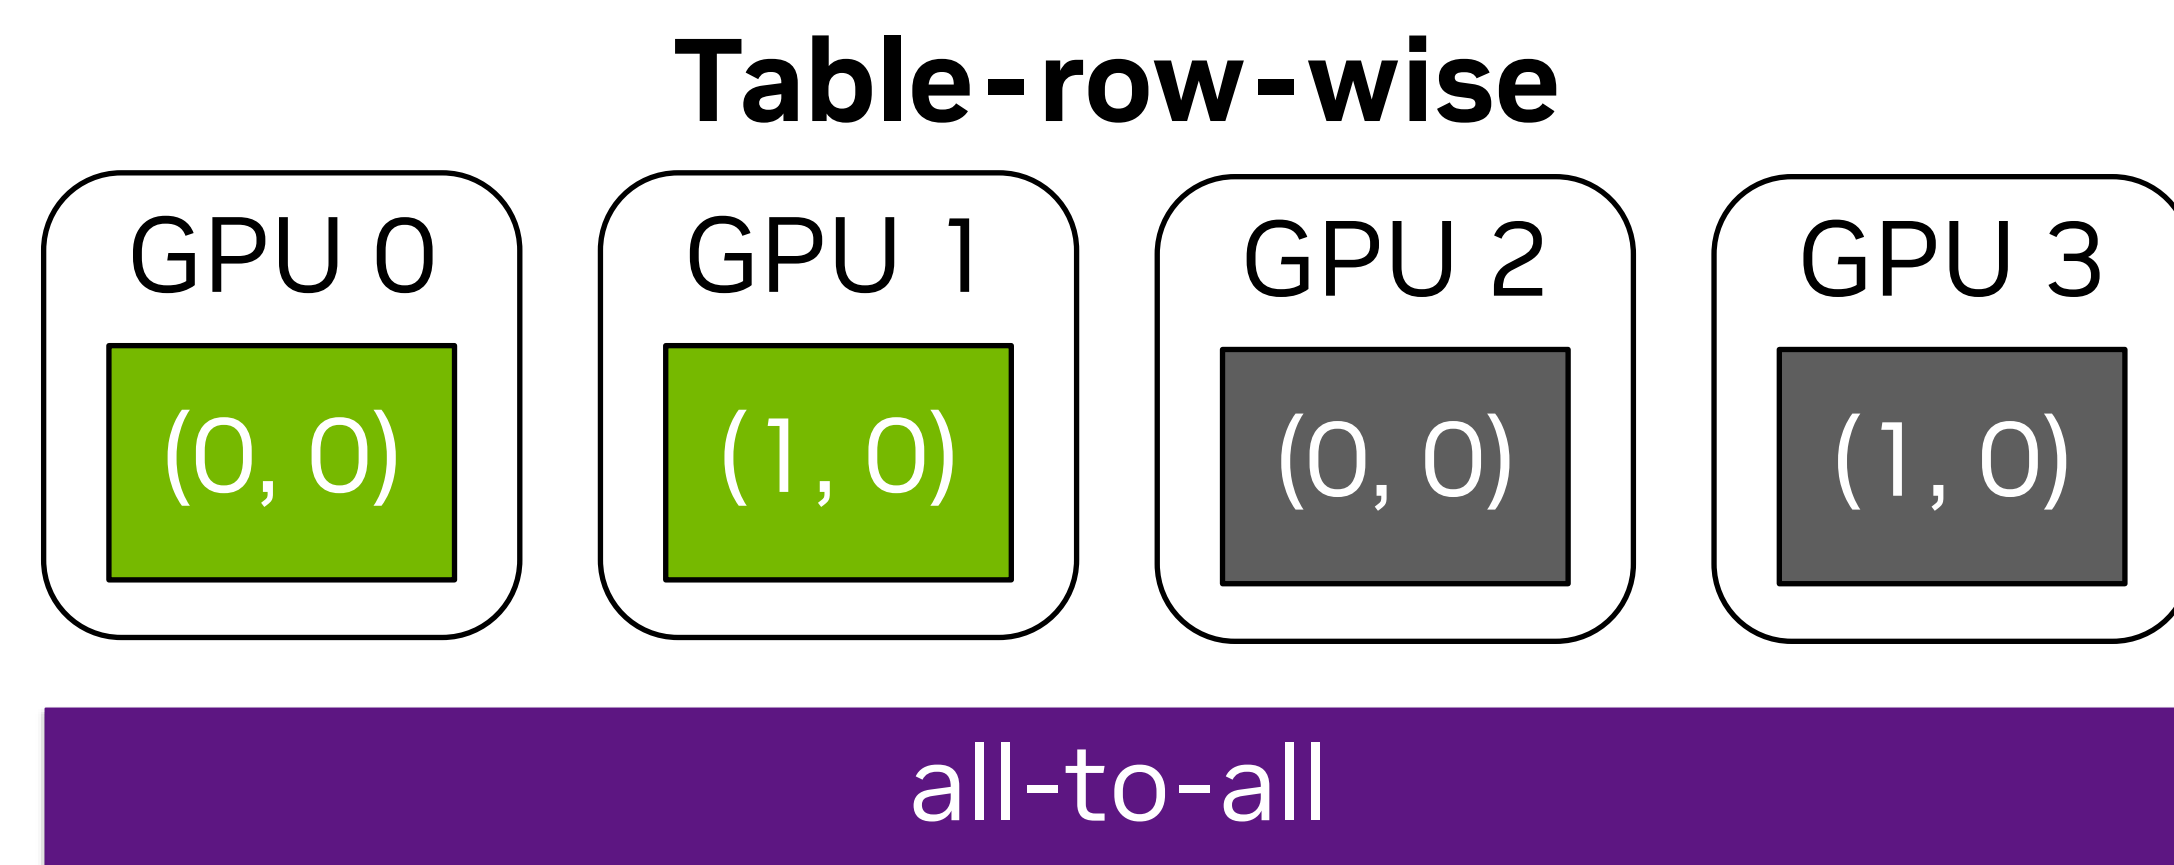 Table-row-wise
GPU 0 GPU 1 GPU 2 GPU 3
(0, 0) (1, 0) (0, 0) (1, 0)
all-to-all